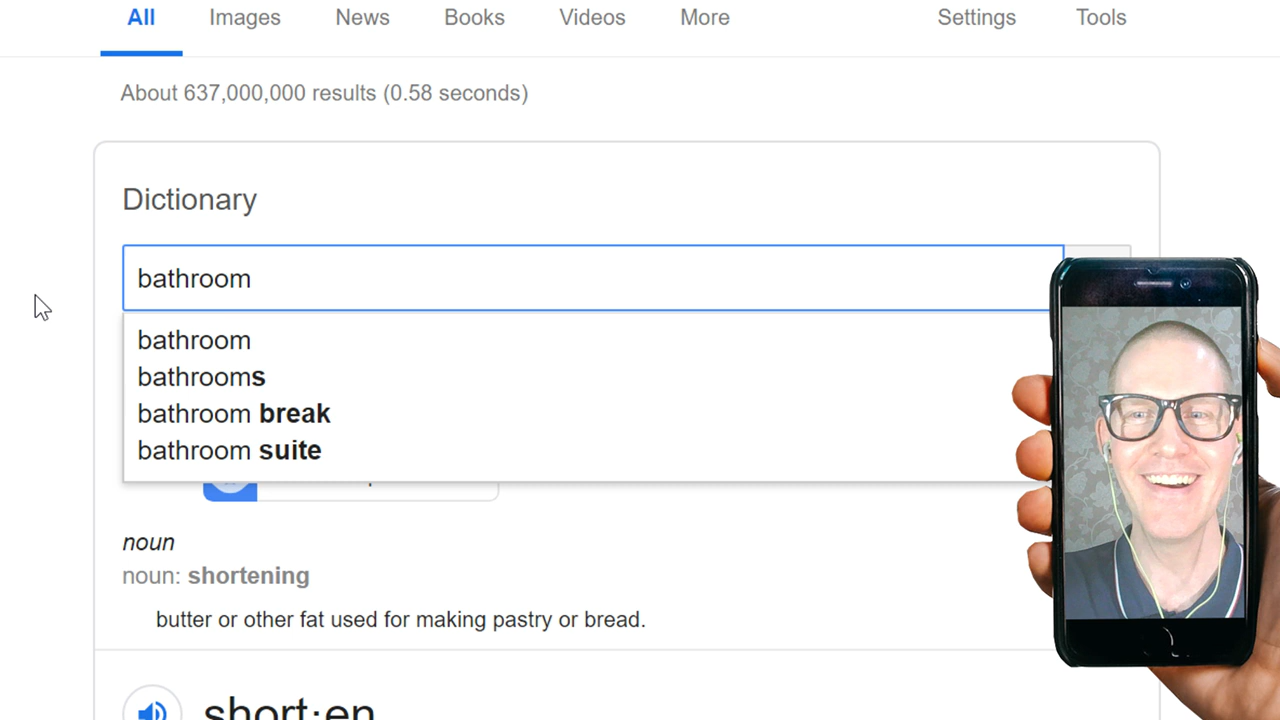 All Images News Books Videos More Settings Tools
About 637,000,000 results (0.58 seconds)
Dictionary
bathroom
bathroom
bathrooms
bathroom break
bathroom suite
noun
noun: shortening
butter or other fat used for making pastry or bread.
short·en